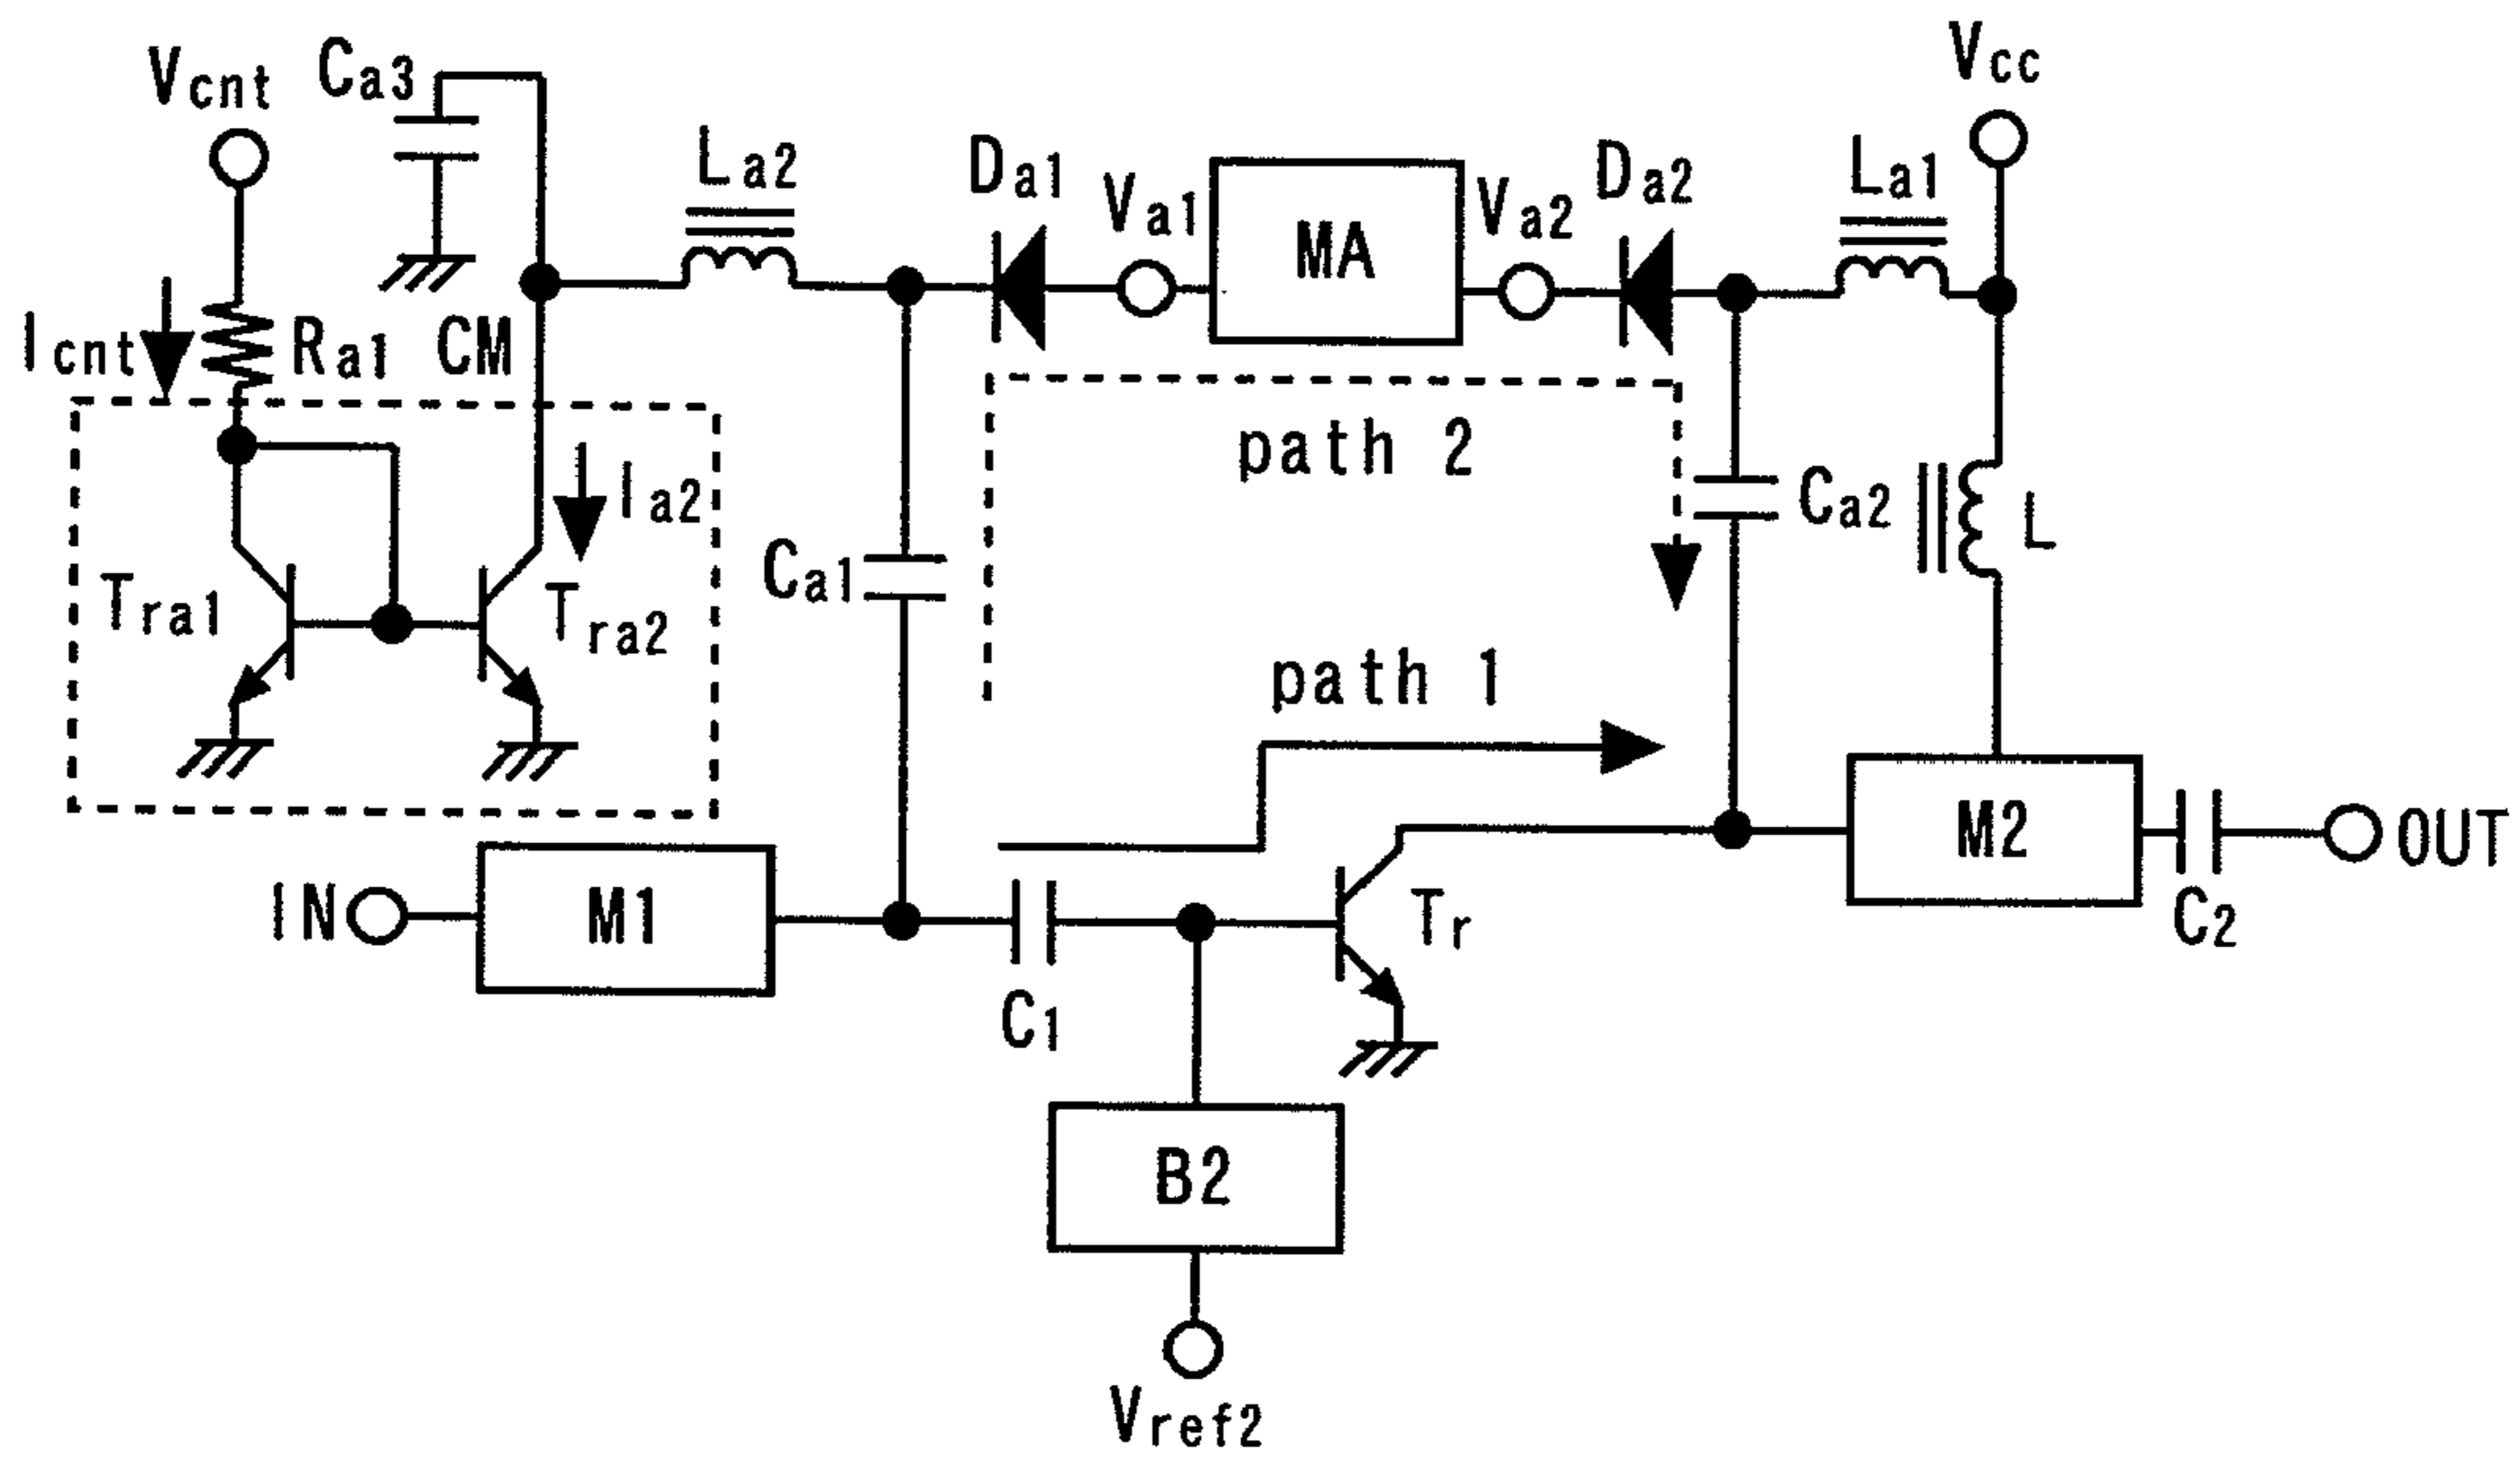 Vcnt
Ca3
Vcc
La2
Da1
Va1
MA
Va2
Da2
La1
Icnt
Ra1
CM
path 2
Ia2
Ca2
L
Tra1
Tra2
Ca1
path 1
IN
M1
M2
OUT
Tr
C2
C1
B2
Vref2